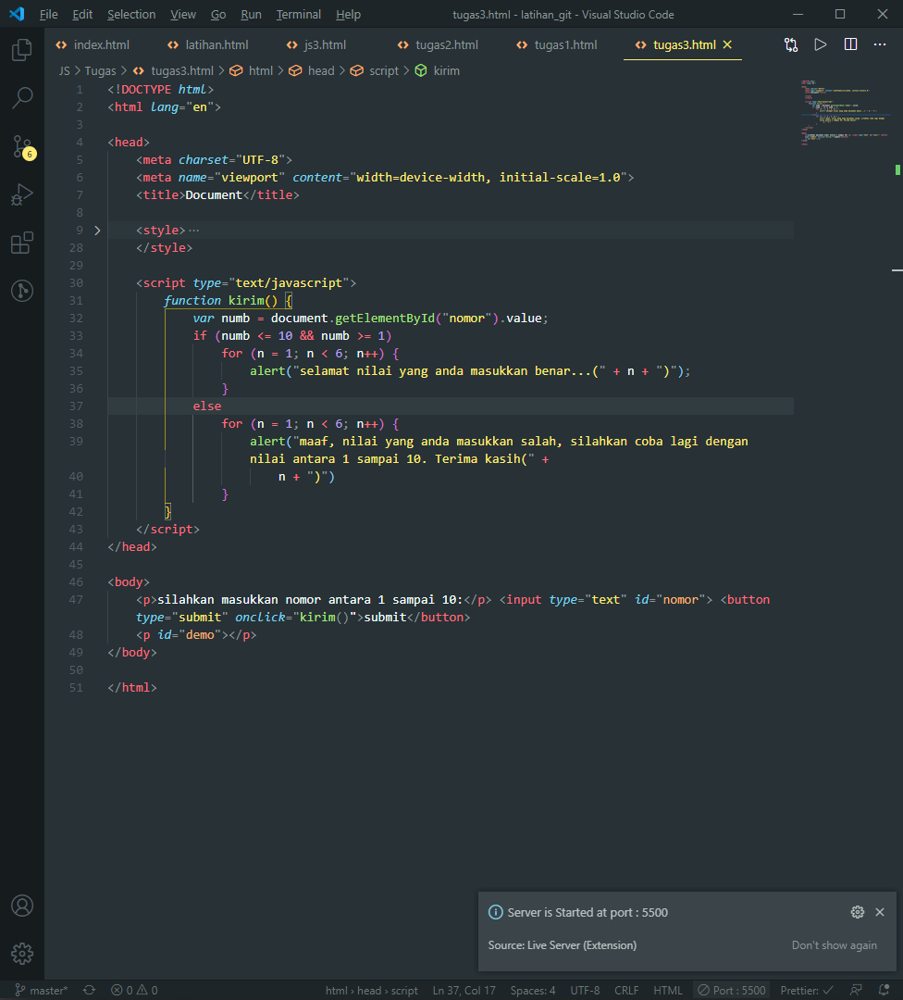 File Edit Selection View Go Run Terminal Help tugas3.html - latihan_git - Visual Studio Code
index.html latihan.html js3.html tugas2.html tugas1.html tugas3.html
JS > Tugas > tugas3.html > html > head > script > kirim
1 <!DOCTYPE html>
2 <html lang="en">
3
4 <head>
5 <meta charset="UTF-8">
6 <meta name="viewport" content="width=device-width, initial-scale=1.0">
7 <title>Document</title>
8
9 <style>…
28 </style>
29
30 <script type="text/javascript">
31 function kirim() {
32 var numb = document.getElementById("nomor").value;
33 if (numb <= 10 && numb >= 1)
34 for (n = 1; n < 6; n++) {
35 alert("selamat nilai yang anda masukkan benar...(" + n + ")");
36 }
37 else
38 for (n = 1; n < 6; n++) {
39 alert("maaf, nilai yang anda masukkan salah, silahkan coba lagi dengan
nilai antara 1 sampai 10. Terima kasih(" +
40 n + ")")
41 }
42 }
43 </script>
44 </head>
45
46 <body>
47 <p>silahkan masukkan nomor antara 1 sampai 10:</p> <input type="text" id="nomor"> <button
type="submit" onclick="kirim()">submit</button>
48 <p id="demo"></p>
49 </body>
50
51 </html>
6
Server is Started at port : 5500
Source: Live Server (Extension) Don't show again
master* 0 0 html › head › script Ln 37, Col 17 Spaces: 4 UTF-8 CRLF HTML Port : 5500 Prettier: ✓